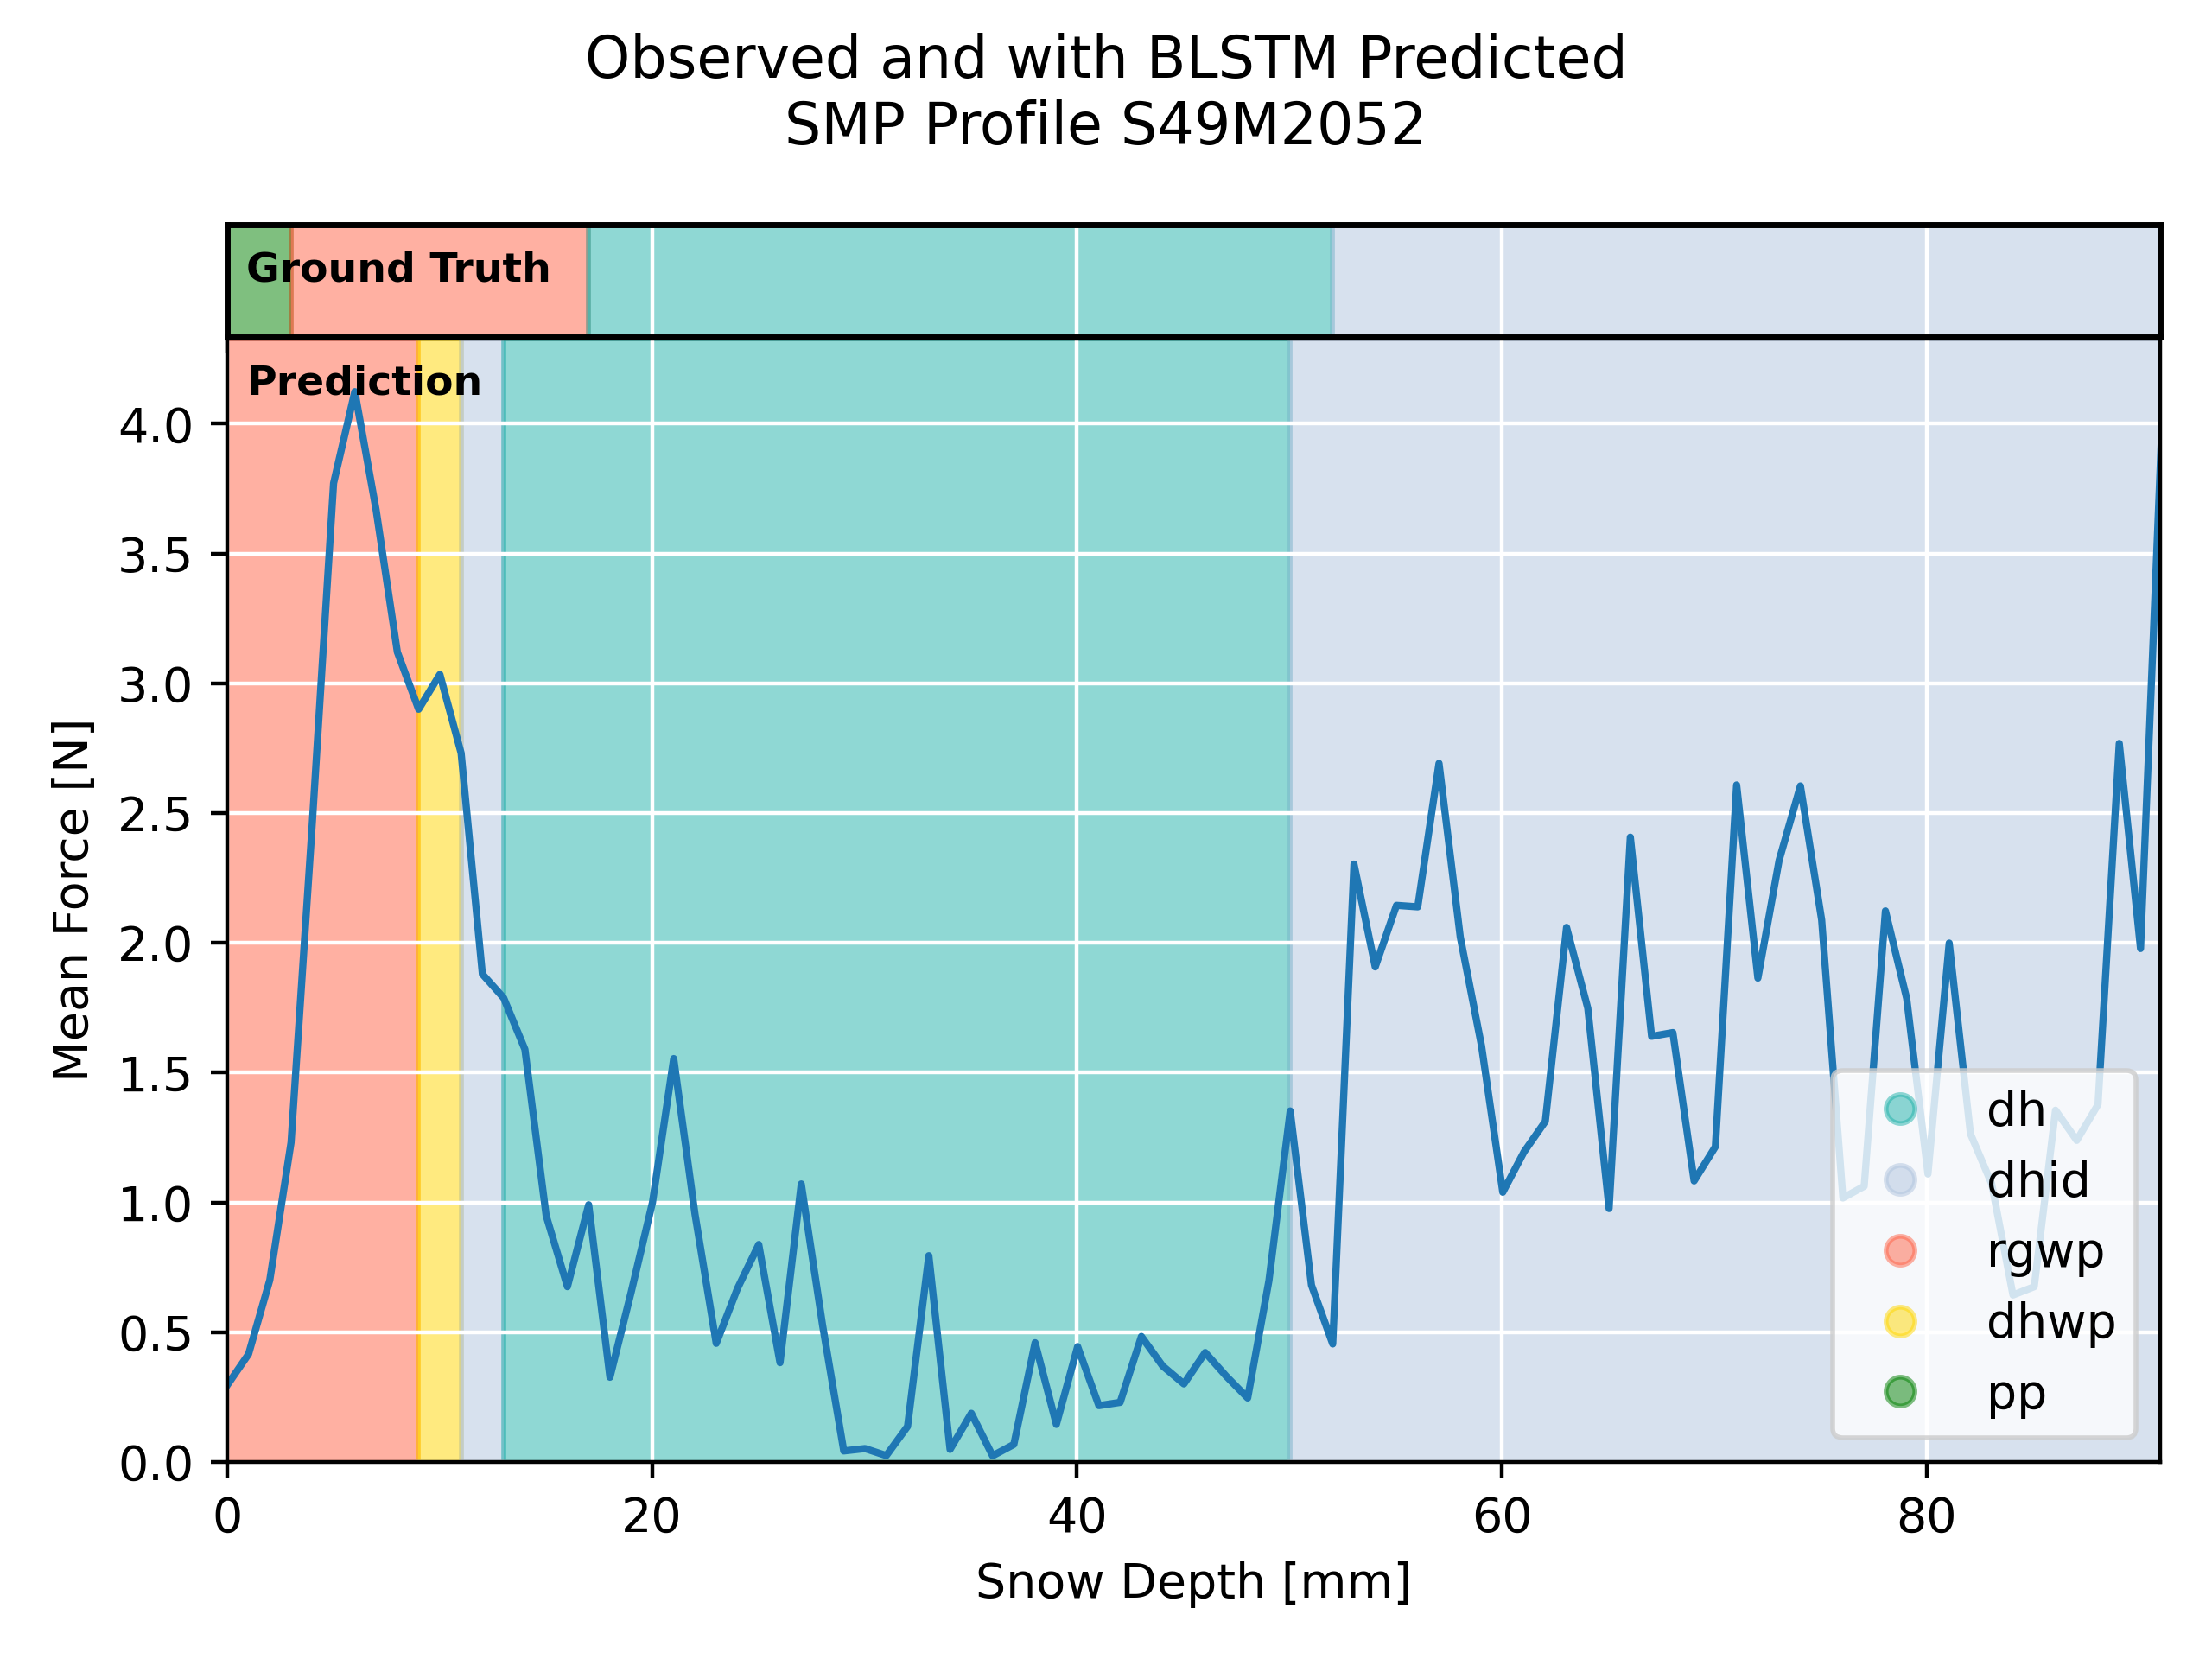 Observed and with BLSTM Predicted
SMP Profile S49M2052
Ground Truth
Prediction
4.0
3.5
3.0
2.5
2.0
1.5
1.0
0.5
0.0
Mean Force [N]
dh
dhid
rgwp
dhwp
pp
0 20 40 60 80
Snow Depth [mm]